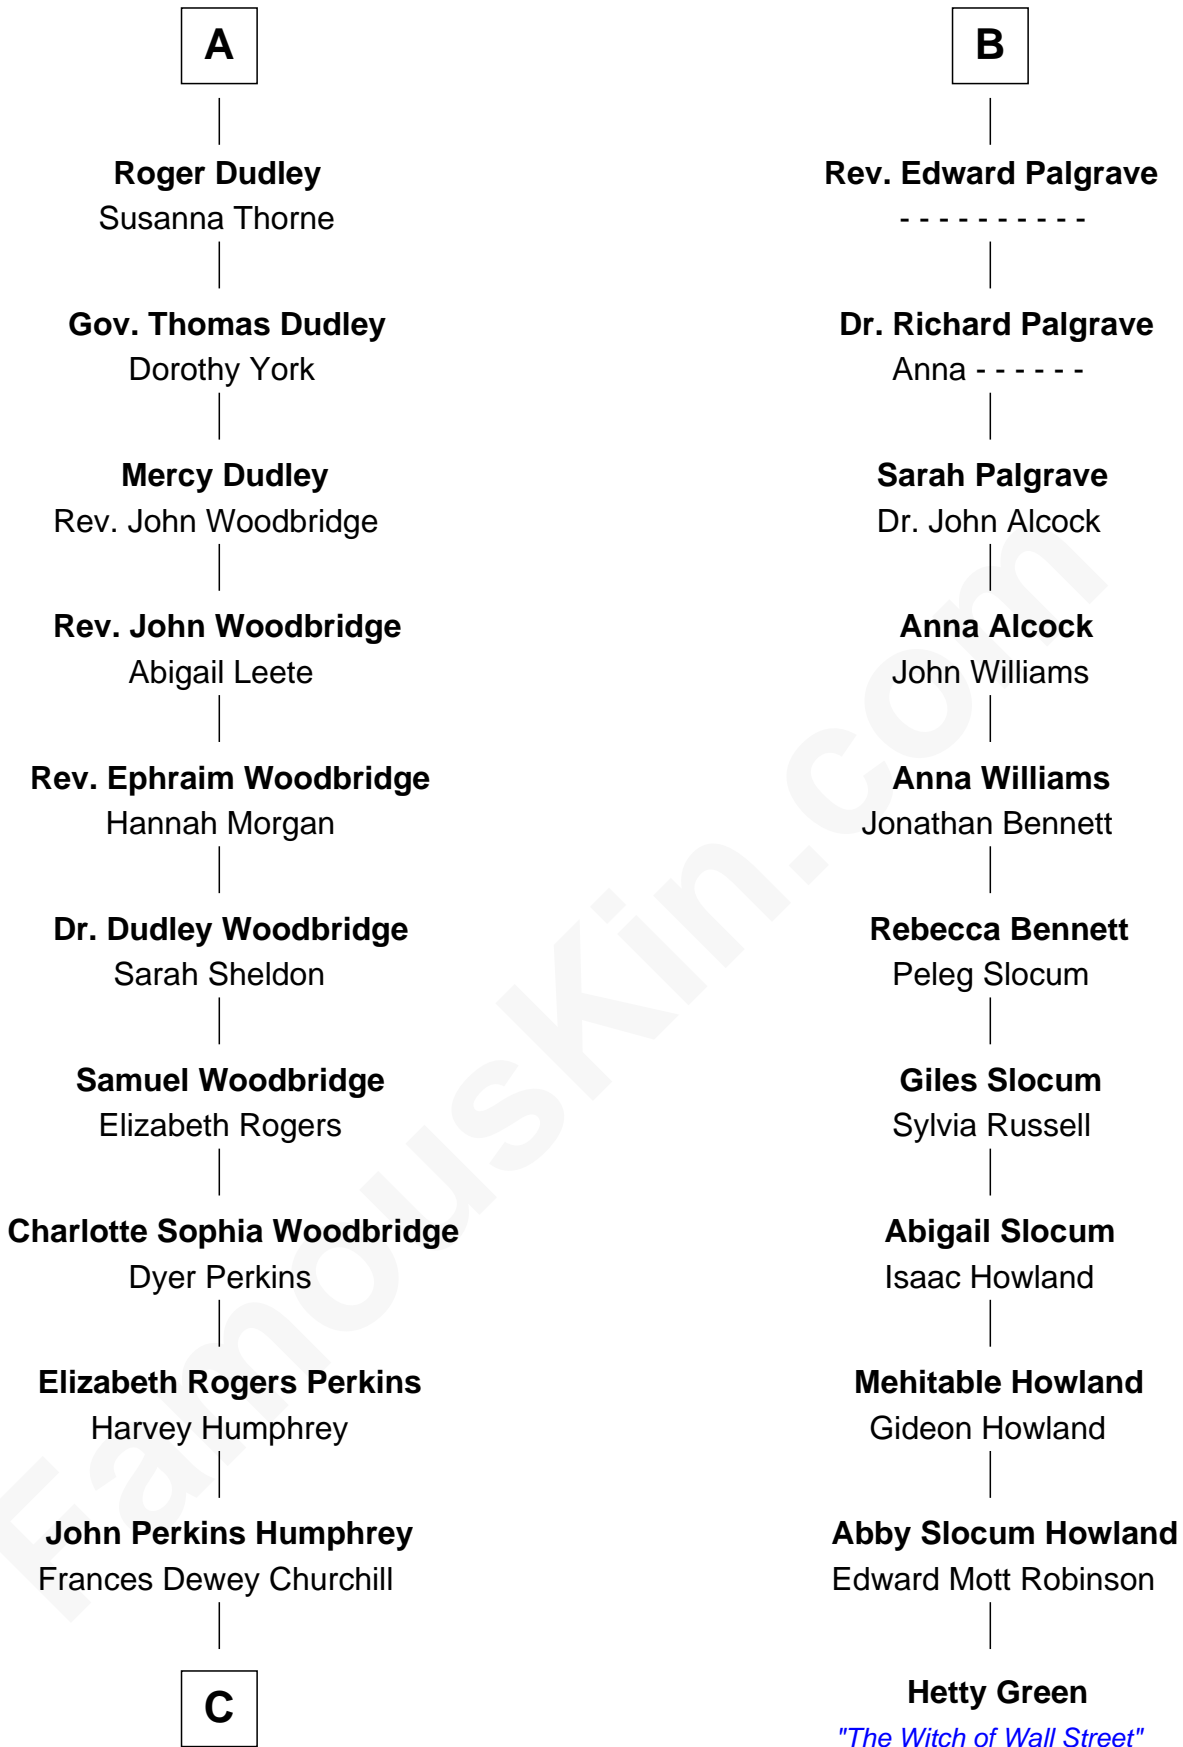 A
Roger Dudley
Susanna Thorne
Gov. Thomas Dudley
Dorothy York
Mercy Dudley
Rev. John Woodbridge
Rev. John Woodbridge
Abigail Leete
Rev. Ephraim Woodbridge
Hannah Morgan
Dr. Dudley Woodbridge
Sarah Sheldon
Samuel Woodbridge
Elizabeth Rogers
Charlotte Sophia Woodbridge
Dyer Perkins
Elizabeth Rogers Perkins
Harvey Humphrey
John Perkins Humphrey
Frances Dewey Churchill
C
B
Rev. Edward Palgrave
- - - - - - - - - -
Dr. Richard Palgrave
Anna - - - - - -
Sarah Palgrave
Dr. John Alcock
Anna Alcock
John Williams
Anna Williams
Jonathan Bennett
Rebecca Bennett
Peleg Slocum
Giles Slocum
Sylvia Russell
Abigail Slocum
Isaac Howland
Mehitable Howland
Gideon Howland
Abby Slocum Howland
Edward Mott Robinson
Hetty Green
"The Witch of Wall Street"
FamousKin.com